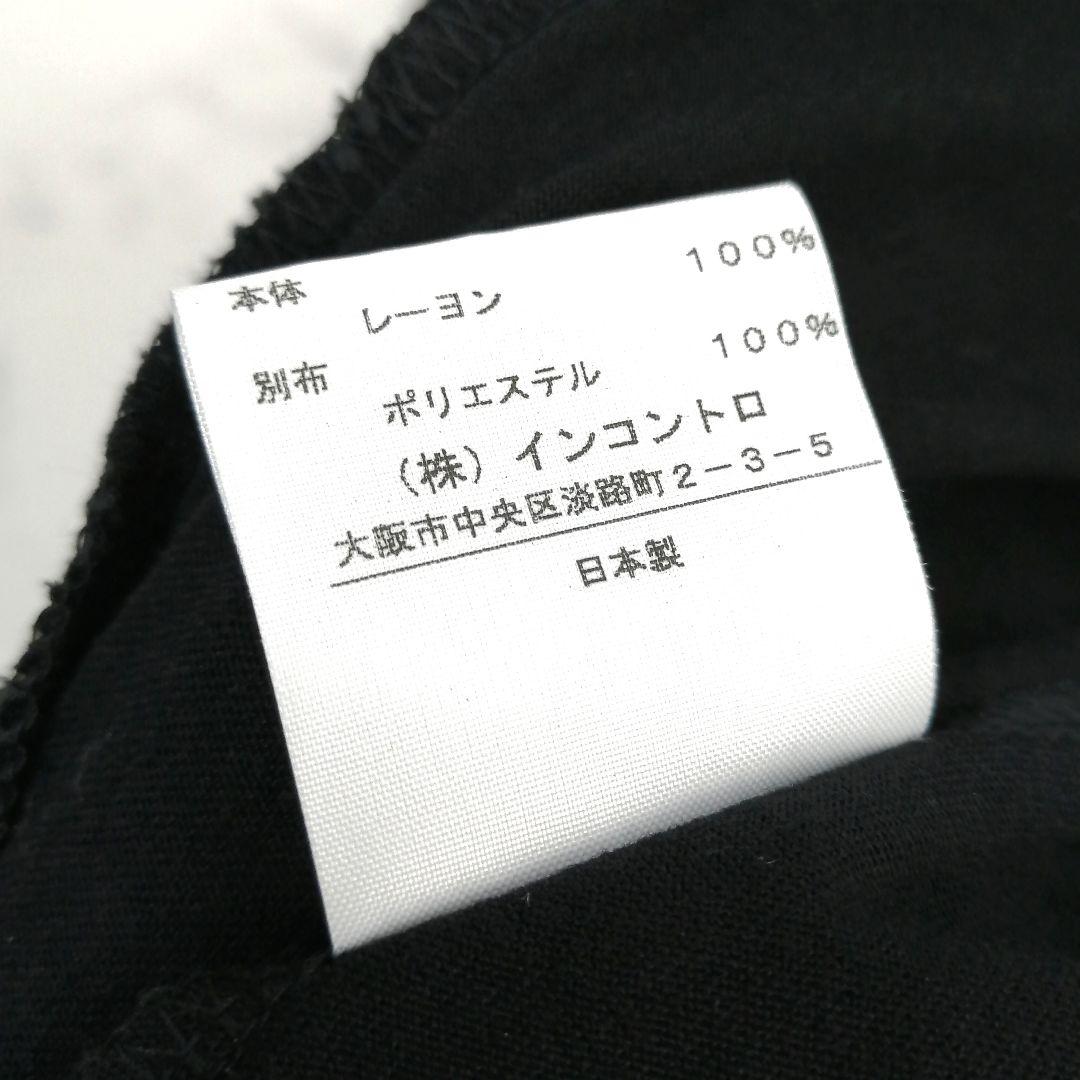 本体
レーヨン １００％
別布
ポリエステル １００％
（株）インコントロ
大阪市中央区淡路町２－３－５
日本製